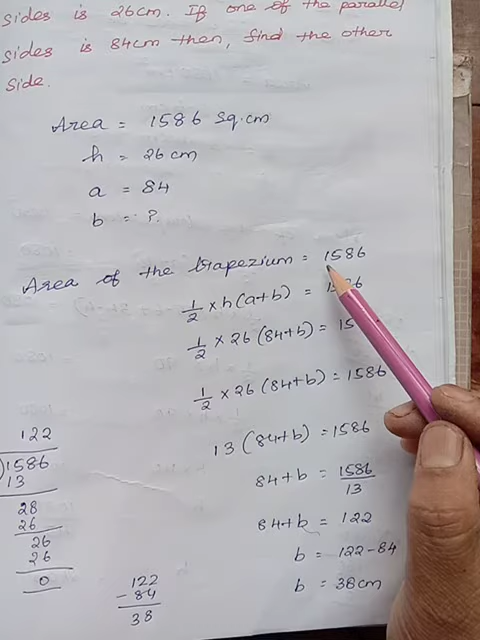 sides is 26cm. If one of the parallel
sides is 84cm then, find the other
side.
Area = 1586 sq.cm
h = 26 cm
a = 84
b = ?
Area of the trapezium = 1586
1/2 × h(a+b) = 1586
1/2 × 26 (84+b) = 15
1/2 × 26 (84+b) = 1586
13 (84+b) = 1586
84+b = 1586/13
84+b = 122
b = 122-84
b = 38cm
122
)1586
13
28
26
26
26
0
122
- 84
38